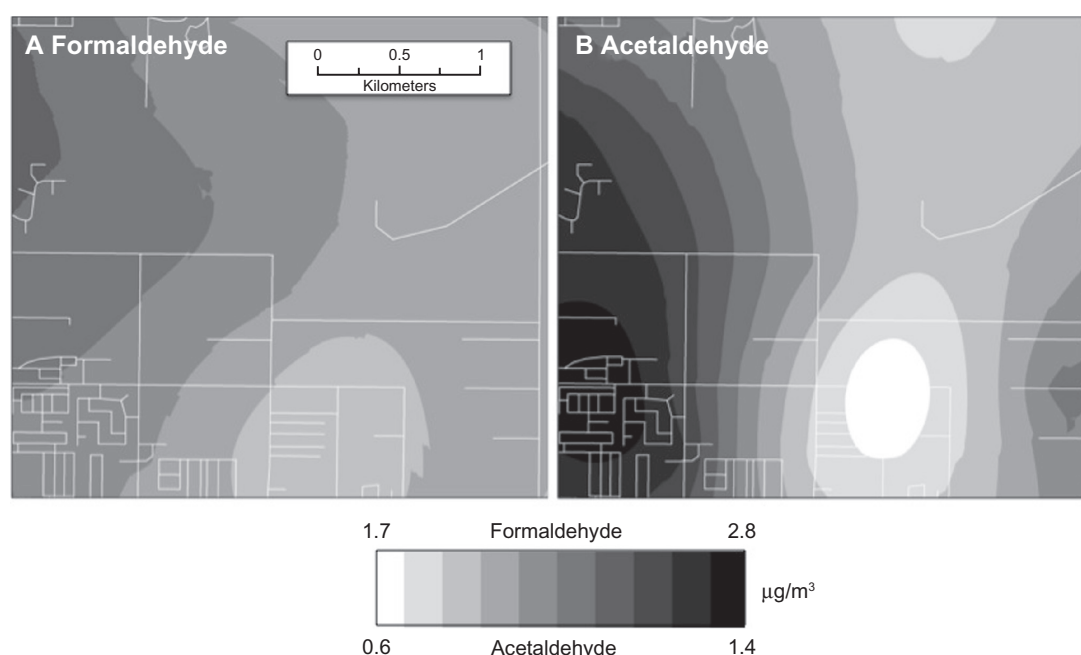 A Formaldehyde
0 0.5 1
Kilometers
B Acetaldehyde
1.7 Formaldehyde 2.8
μg/m³
0.6 Acetaldehyde 1.4